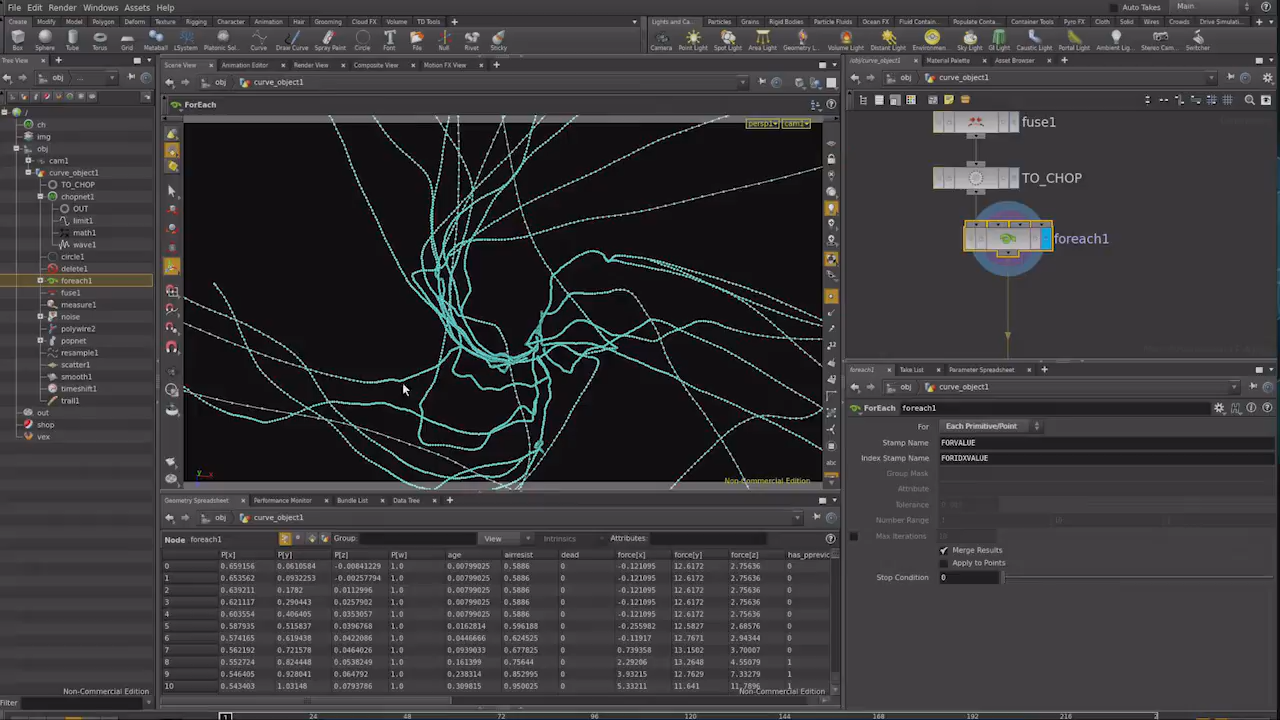 File Edit Render Windows Assets Help
Auto Takes Main
Create Modify Model Polygon Deform Texture Rigging Character Animation Hair Grooming Cloud FX Volume TD Tools
Lights and Ca... Particles Grains Rigid Bodies Particle Fluids Viscous Fluids Ocean FX Fluid Contain... Populate Conta... Container Tools Pyro FX Cloth Solid Wires Crowds Drive Simulati...
Box Sphere Tube Torus Grid Metaball LSystem Platonic Sol... Curve Draw Curve Spray Paint Circle Font File Null Rivet Sticky
Camera Point Light Spot Light Area Light Geometry L... Volume Light Distant Light Environmen... Sky Light GI Light Caustic Light Portal Light Ambient Lig... Stereo Cam... Switcher
Tree View
Scene View Animation Editor Render View Composite View Motion FX View
/obj/curve_object1 Material Palette Asset Browser
obj ...
obj curve_object1
obj curve_object1
ForEach
persp1 cam1
/
ch
img
obj
cam1
curve_object1
TO_CHOP
chopnet1
OUT
limit1
math1
wave1
circle1
delete1
foreach1
fuse1
measure1
noise
polywire2
popnet
resample1
scatter1
smooth1
timeshift1
trail1
out
shop
vex
Non-Commercial Edition
Filter
abc
y x
Non-Commercial Edition
fuse1
TO_CHOP
foreach1
Geometry Spreadsheet Performance Monitor Bundle List Data Tree
obj curve_object1
Node foreach1 Group: View Intrinsics Attributes:
P[x] P[y] P[z] P[w] age airresist dead force[x] force[y] force[z] has_pprevio
0 0.659156 0.0610584 -0.00841229 1.0 0.00799025 0.5886 0 -0.121095 12.6172 2.75636 0
1 0.653562 0.0932253 -0.00257794 1.0 0.00799025 0.5886 0 -0.121095 12.6172 2.75636 0
2 0.639211 0.1782 0.0112996 1.0 0.00799025 0.5886 0 -0.121095 12.6172 2.75636 0
3 0.621117 0.290443 0.0257902 1.0 0.00799025 0.5886 0 -0.121095 12.6172 2.75636 0
4 0.603554 0.406405 0.0353057 1.0 0.00799025 0.5886 0 -0.121095 12.6172 2.75636 0
5 0.587935 0.515837 0.0396768 1.0 0.0162814 0.596188 0 -0.255982 12.5827 2.68576 0
6 0.574165 0.619438 0.0422086 1.0 0.0446666 0.624525 0 -0.11917 12.7671 2.94344 0
7 0.562192 0.721578 0.0464026 1.0 0.0939033 0.677825 0 0.739358 13.1502 3.70007 0
8 0.552724 0.824448 0.0538249 1.0 0.161399 0.75644 0 2.29206 13.2648 4.55079 1
9 0.546405 0.928041 0.064792 1.0 0.238314 0.852995 0 3.93215 12.7629 7.33279 1
10 0.543403 1.03148 0.0793786 1.0 0.309815 0.950025 0 5.33211 11.641 11.7896 1
Non-Commercial Edition
foreach1 Take List Parameter Spreadsheet
obj curve_object1
ForEach foreach1
For Each Primitive/Point
Stamp Name FORVALUE
Index Stamp Name FORIDXVALUE
Group Mask
Attribute
Tolerance
Number Range
Max Iterations 10
Merge Results
Apply to Points
Stop Condition 0
1 24 48 72 96 120 144 168 192 216 2